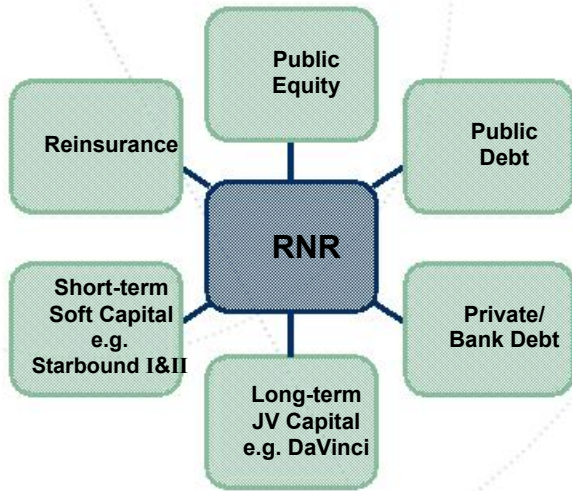 Public
Equity
Reinsurance
Public
Debt
RNR
Short-term
Soft Capital
e.g.
Starbound I&II
Private/
Bank Debt
Long-term
JV Capital
e.g. DaVinci